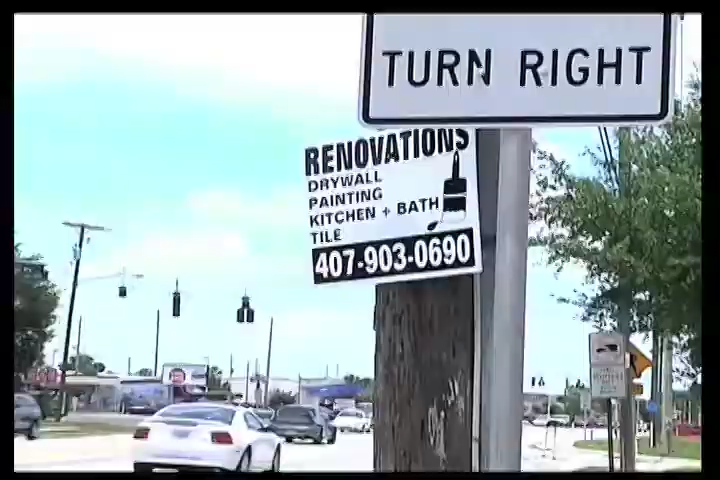 TURN RIGHT
RENOVATIONS
DRYWALL
PAINTING
KITCHEN + BATH
TILE
407-903-0690